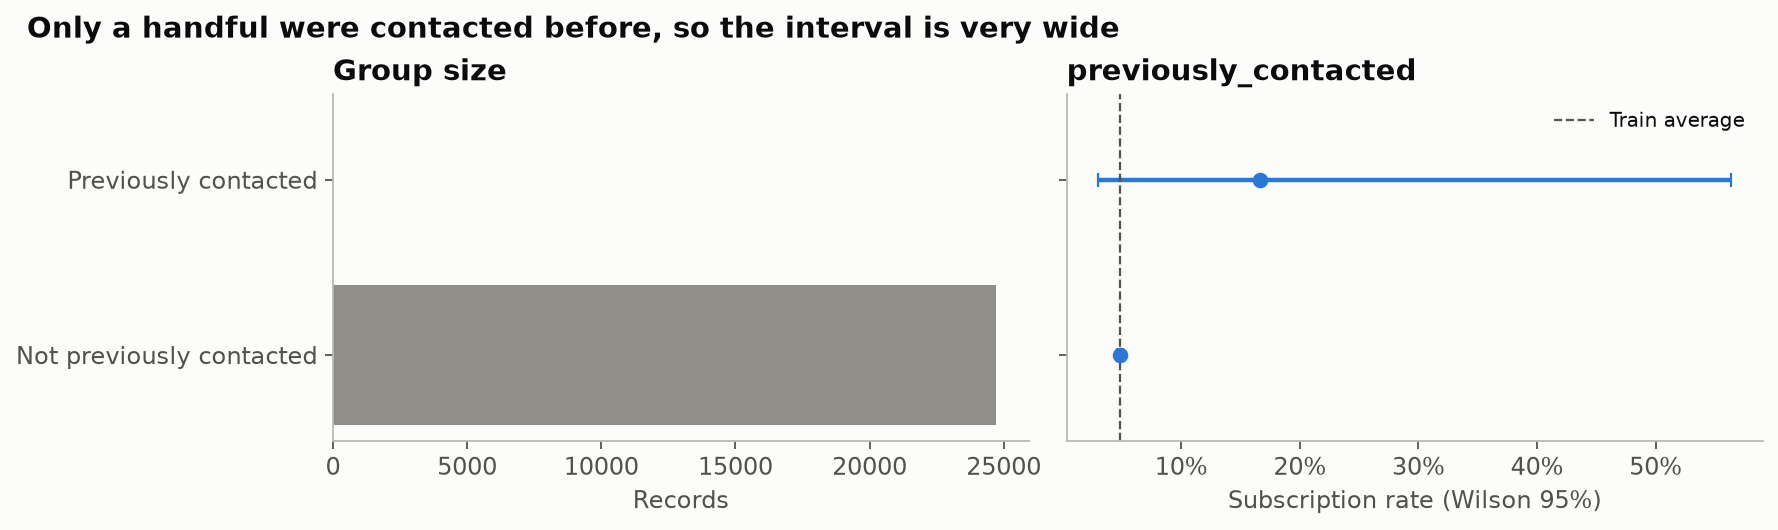 Only a handful were contacted before, so the interval is very wide
Group size
Previously contacted
Not previously contacted
0 5000 10000 15000 20000 25000
Records
previously_contacted
Train average
10% 20% 30% 40% 50%
Subscription rate (Wilson 95%)